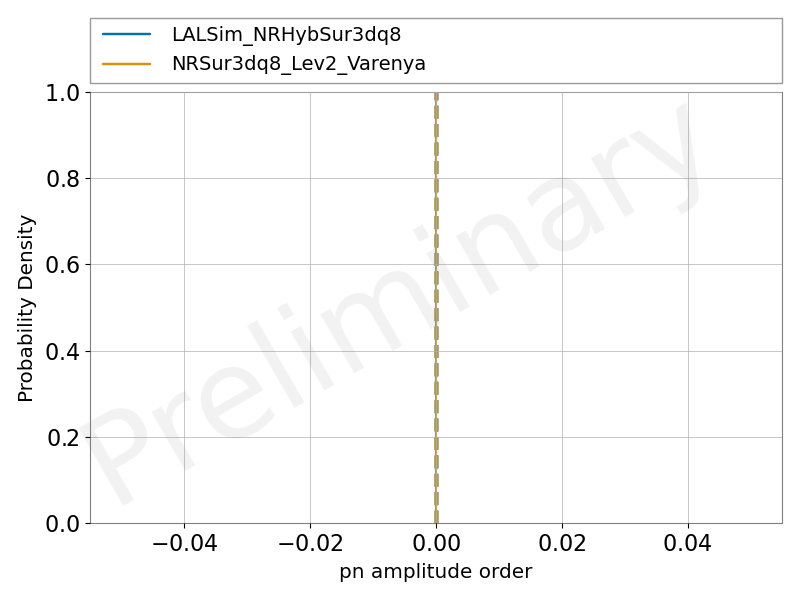 LALSim_NRHybSur3dq8
NRSur3dq8_Lev2_Varenya
1.0
0.8
0.6
0.4
0.2
0.0
Probability Density
Preliminary
−0.04
−0.02
0.00
0.02
0.04
pn amplitude order